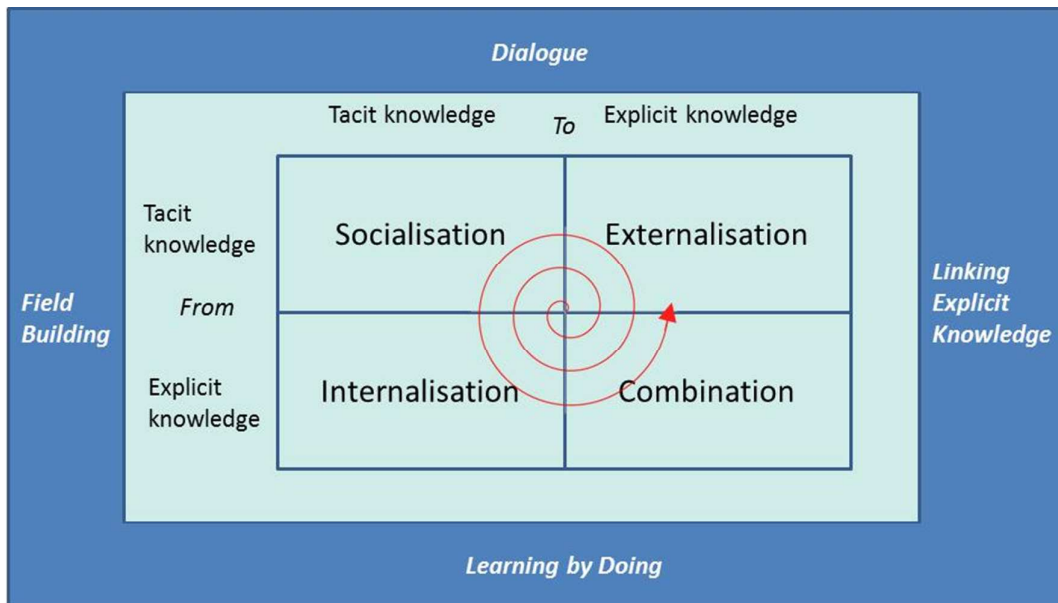 Dialogue
Tacit knowledge
To
Explicit knowledge
Tacit
knowledge
Socialisation
Externalisation
Field
Building
From
Linking
Explicit
Knowledge
Explicit
knowledge
Internalisation
Combination
Learning by Doing